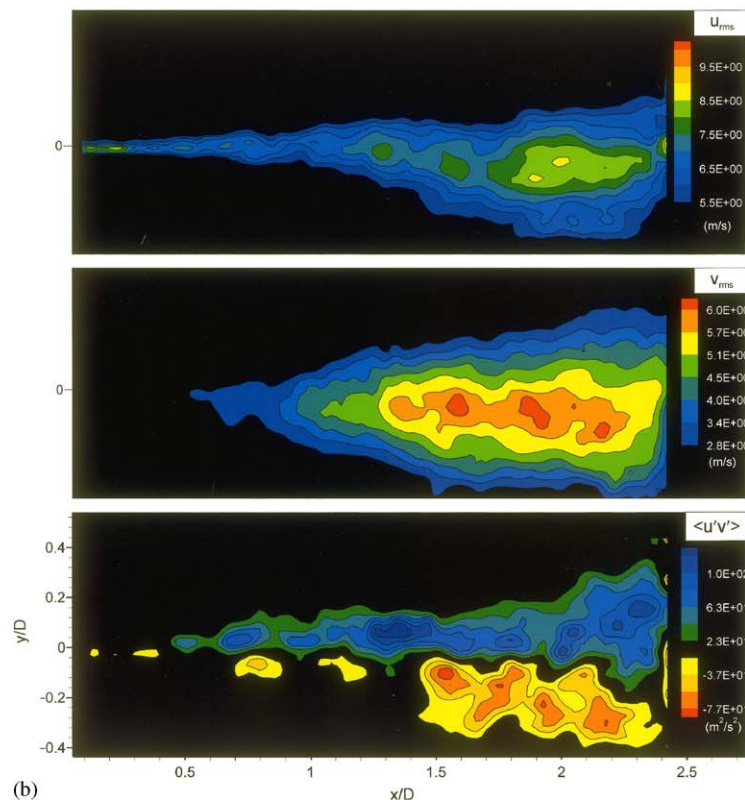 u rms
9.5E+00
8.5E+00
7.5E+00
6.5E+00
5.5E+00
(m/s)
0
v rms
6.0E+00
5.7E+00
5.1E+00
4.5E+00
4.0E+00
3.4E+00
2.8E+00
(m/s)
0
<u'v'>
1.0E+02
6.3E+01
2.3E+01
-3.7E+01
-7.7E+01
(m²/s²)
y/D
0.4
0.2
0
-0.2
-0.4
0.5
1
1.5
2
2.5
x/D
(b)